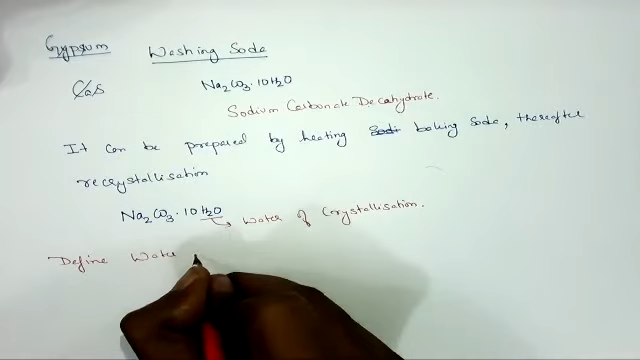 Gypsum Washing Soda
CaS
Na2CO3·10H2O
Sodium Carbonate Decahydrate.
It can be prepared by heating Sodi baking Soda, thereafter
recrystallisation
Na2CO3·10H2O → Water of Crystallisation.
Define Wate